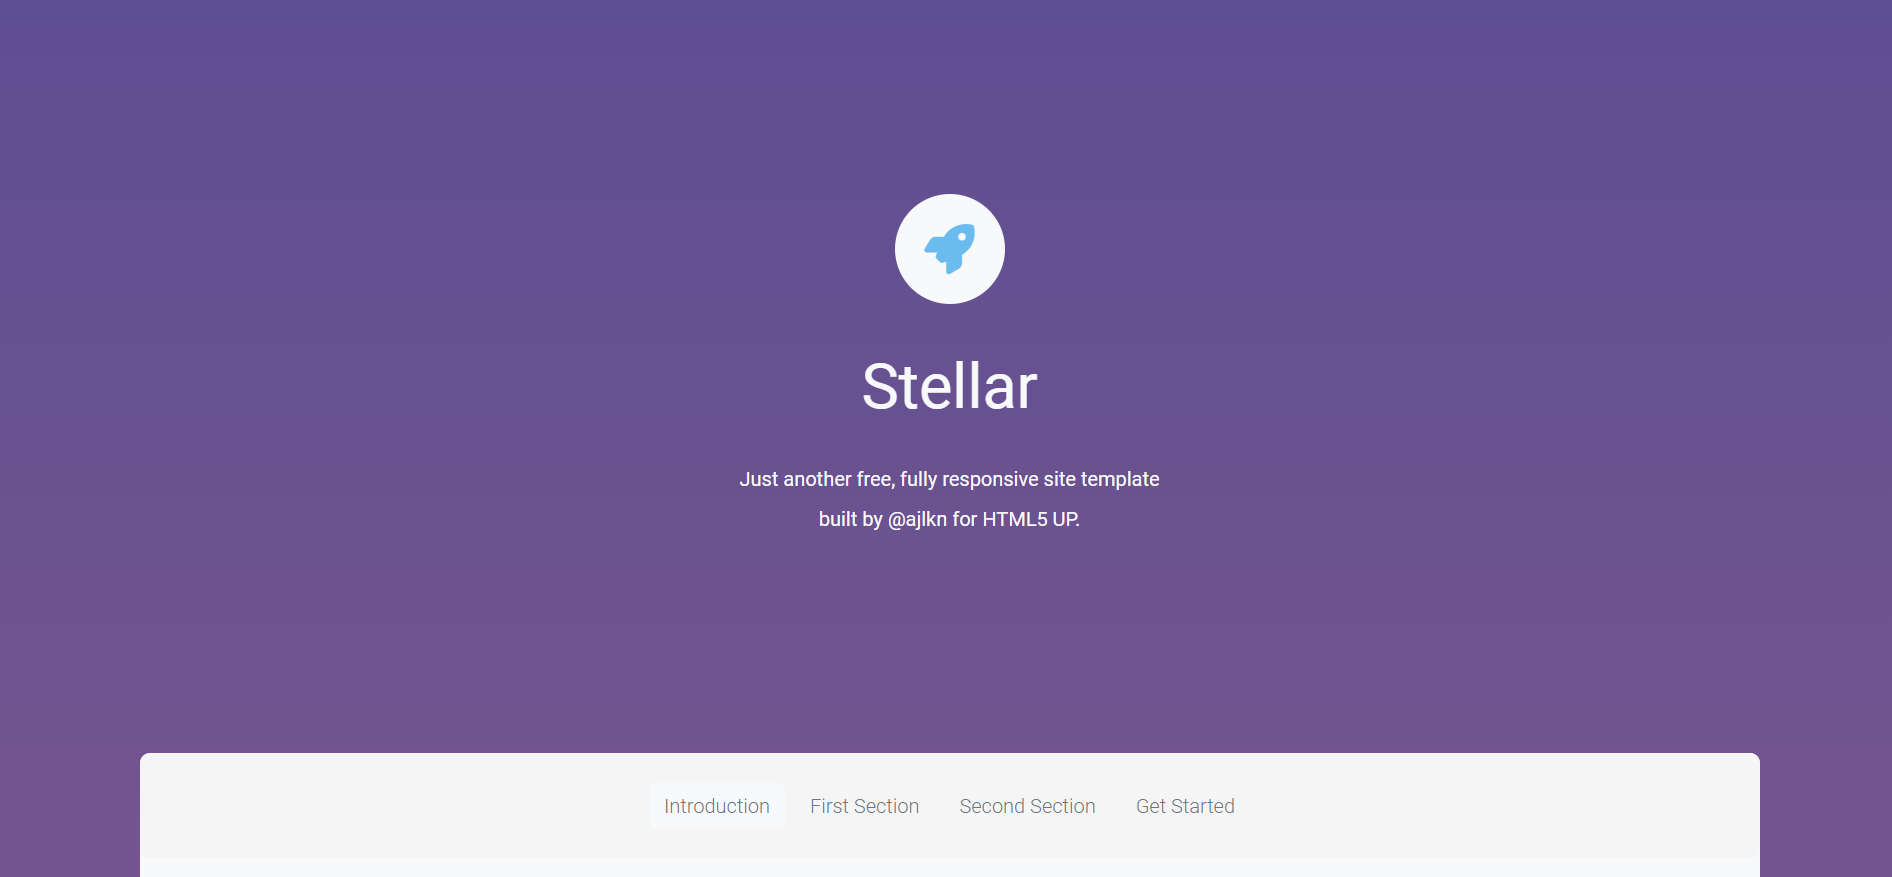 Stellar
Just another free, fully responsive site template
built by @ajlkn for HTML5 UP.
Introduction First Section Second Section Get Started